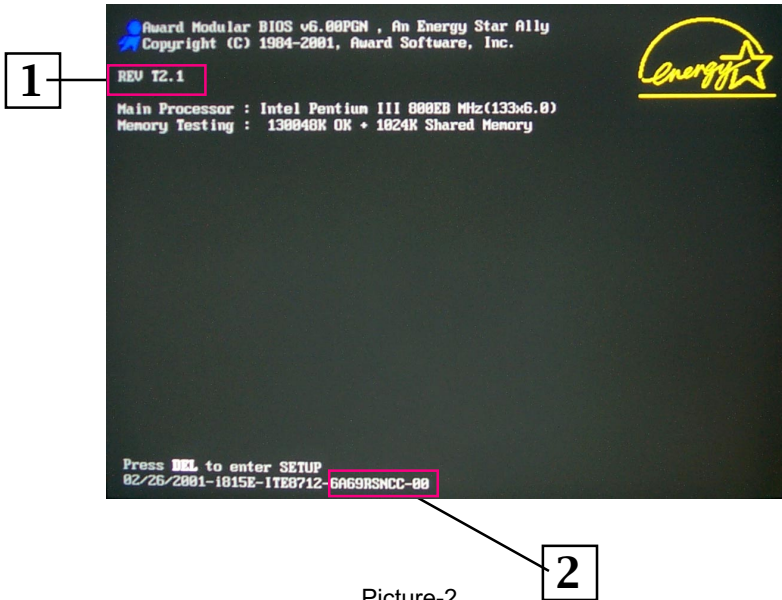 Award Modular BIOS v6.00PGN , An Energy Star Ally
Copyright (C) 1984-2001, Award Software, Inc.
energy
1
REV T2.1
Main Processor : Intel Pentium III 800EB MHz(133x6.0)
Memory Testing :  130048K OK + 1024K Shared Memory
Press DEL to enter SETUP
02/26/2001-i815E-ITE8712-6A69RSNCC-00
2
Picture-2